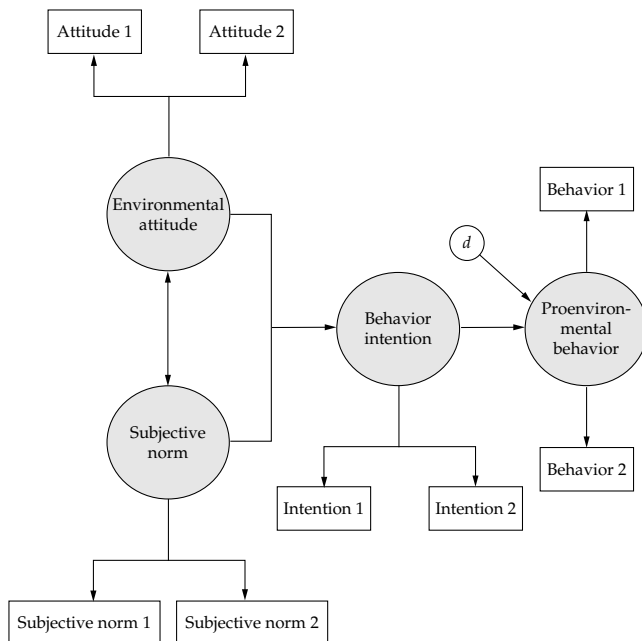 Attitude 1
Attitude 2
Environmental
attitude
Behavior 1
d
Behavior
intention
Proenviron-
mental
behavior
Subjective
norm
Behavior 2
Intention 1
Intention 2
Subjective norm 1
Subjective norm 2